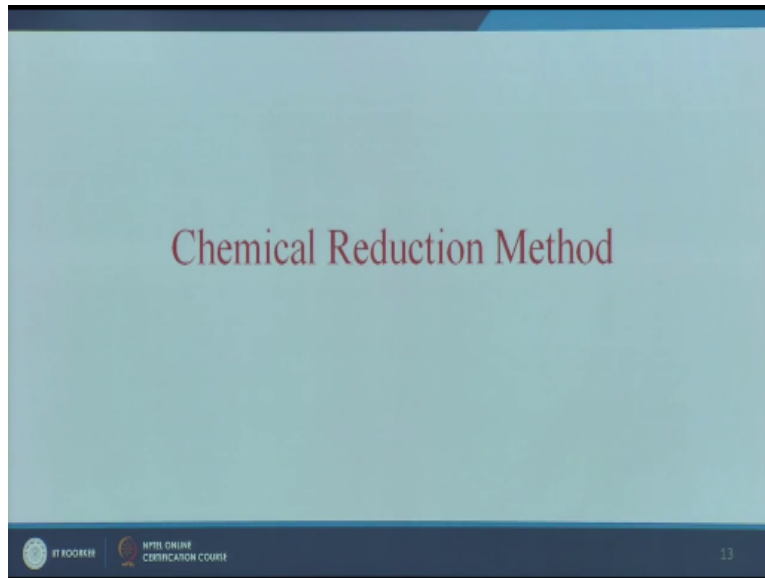 Chemical Reduction Method
IIT ROORKEE
NPTEL ONLINE
CERTIFICATION COURSE
13